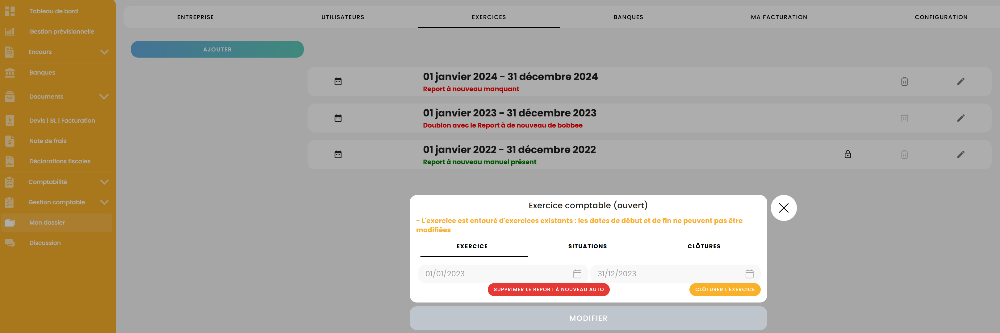 Tableau de bord
Gestion prévisionnelle
Encours
Banques
Documents
Devis | BL | Facturation
Note de frais
Déclarations fiscales
Comptabilité
Gestion comptable
Mon dossier
Discussion
ENTREPRISE
UTILISATEURS
EXERCICES
BANQUES
MA FACTURATION
CONFIGURATION
AJOUTER
01 janvier 2024 - 31 décembre 2024
Report à nouveau manquant
01 janvier 2023 - 31 décembre 2023
Doublon avec le Report à de nouveau de bobbee
01 janvier 2022 - 31 décembre 2022
Report à nouveau manuel présent
Exercice comptable (ouvert)
- L'exercice est entouré d'exercices existants : les dates de début et de fin ne peuvent pas être
modifiées
EXERCICE
SITUATIONS
CLÔTURES
01/01/2023
31/12/2023
SUPPRIMER LE REPORT À NOUVEAU AUTO
CLÔTURER L'EXERCICE
MODIFIER